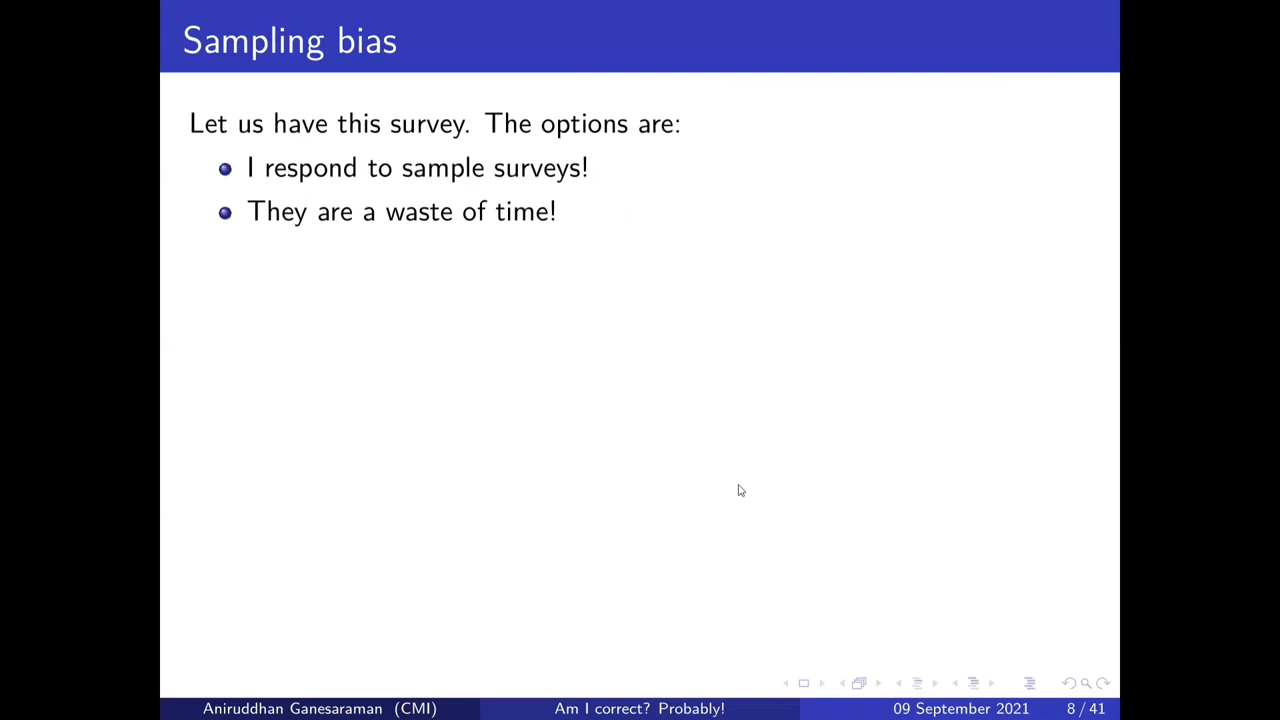 Sampling bias
Let us have this survey. The options are:
I respond to sample surveys!
They are a waste of time!
Aniruddhan Ganesaraman (CMI) Am I correct? Probably! 09 September 2021 8 / 41